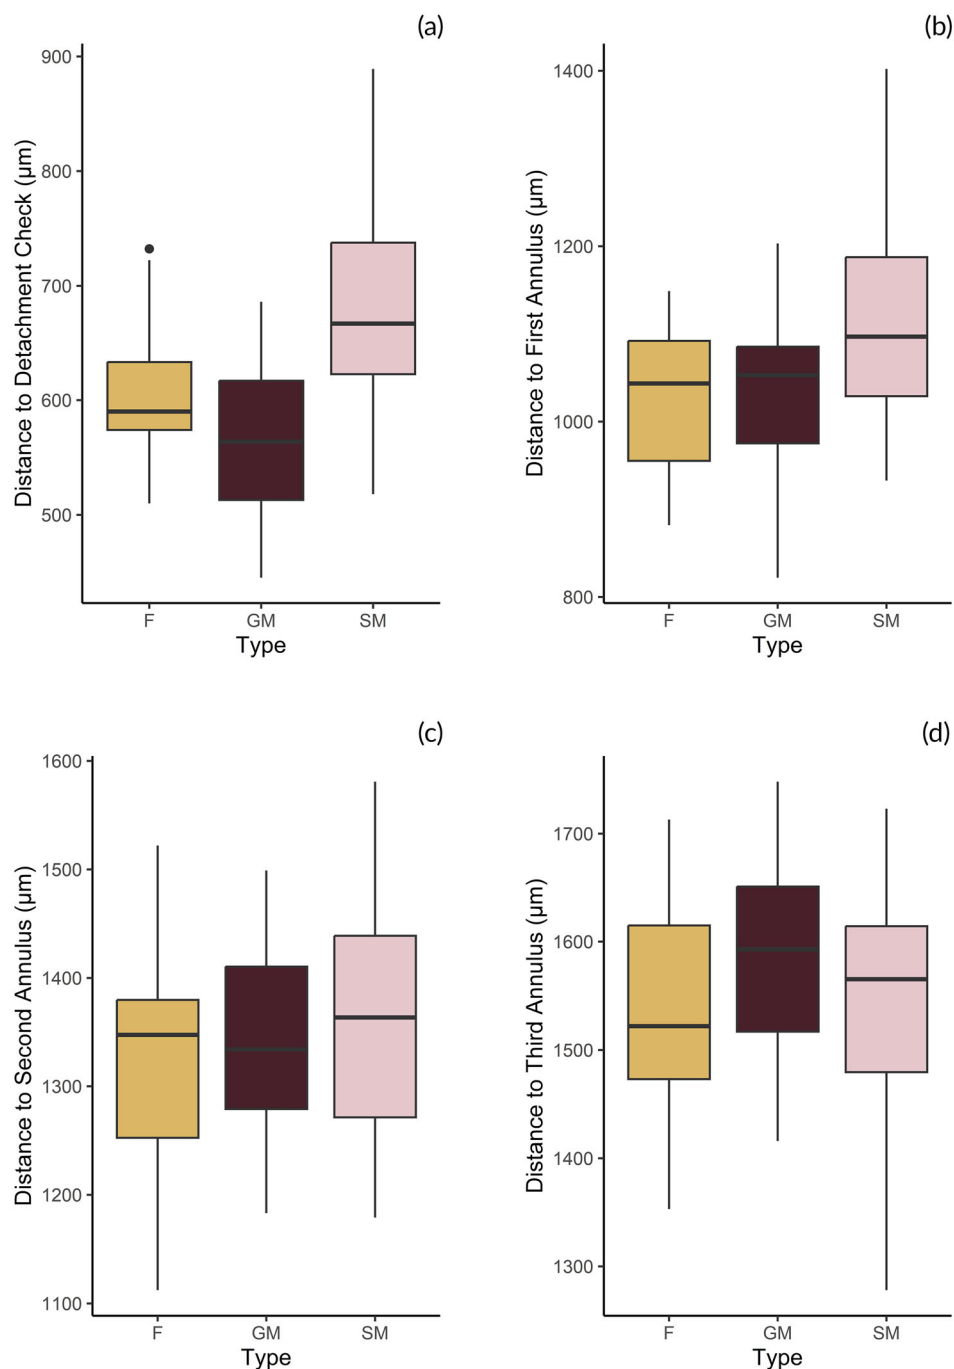 (a)
Distance to Detachment Check (μm)
900
800
700
600
500
F GM SM
Type
(b)
Distance to First Annulus (μm)
1400
1200
1000
800
F GM SM
Type
(c)
Distance to Second Annulus (μm)
1600
1500
1400
1300
1200
1100
F GM SM
Type
(d)
Distance to Third Annulus (μm)
1700
1600
1500
1400
1300
F GM SM
Type